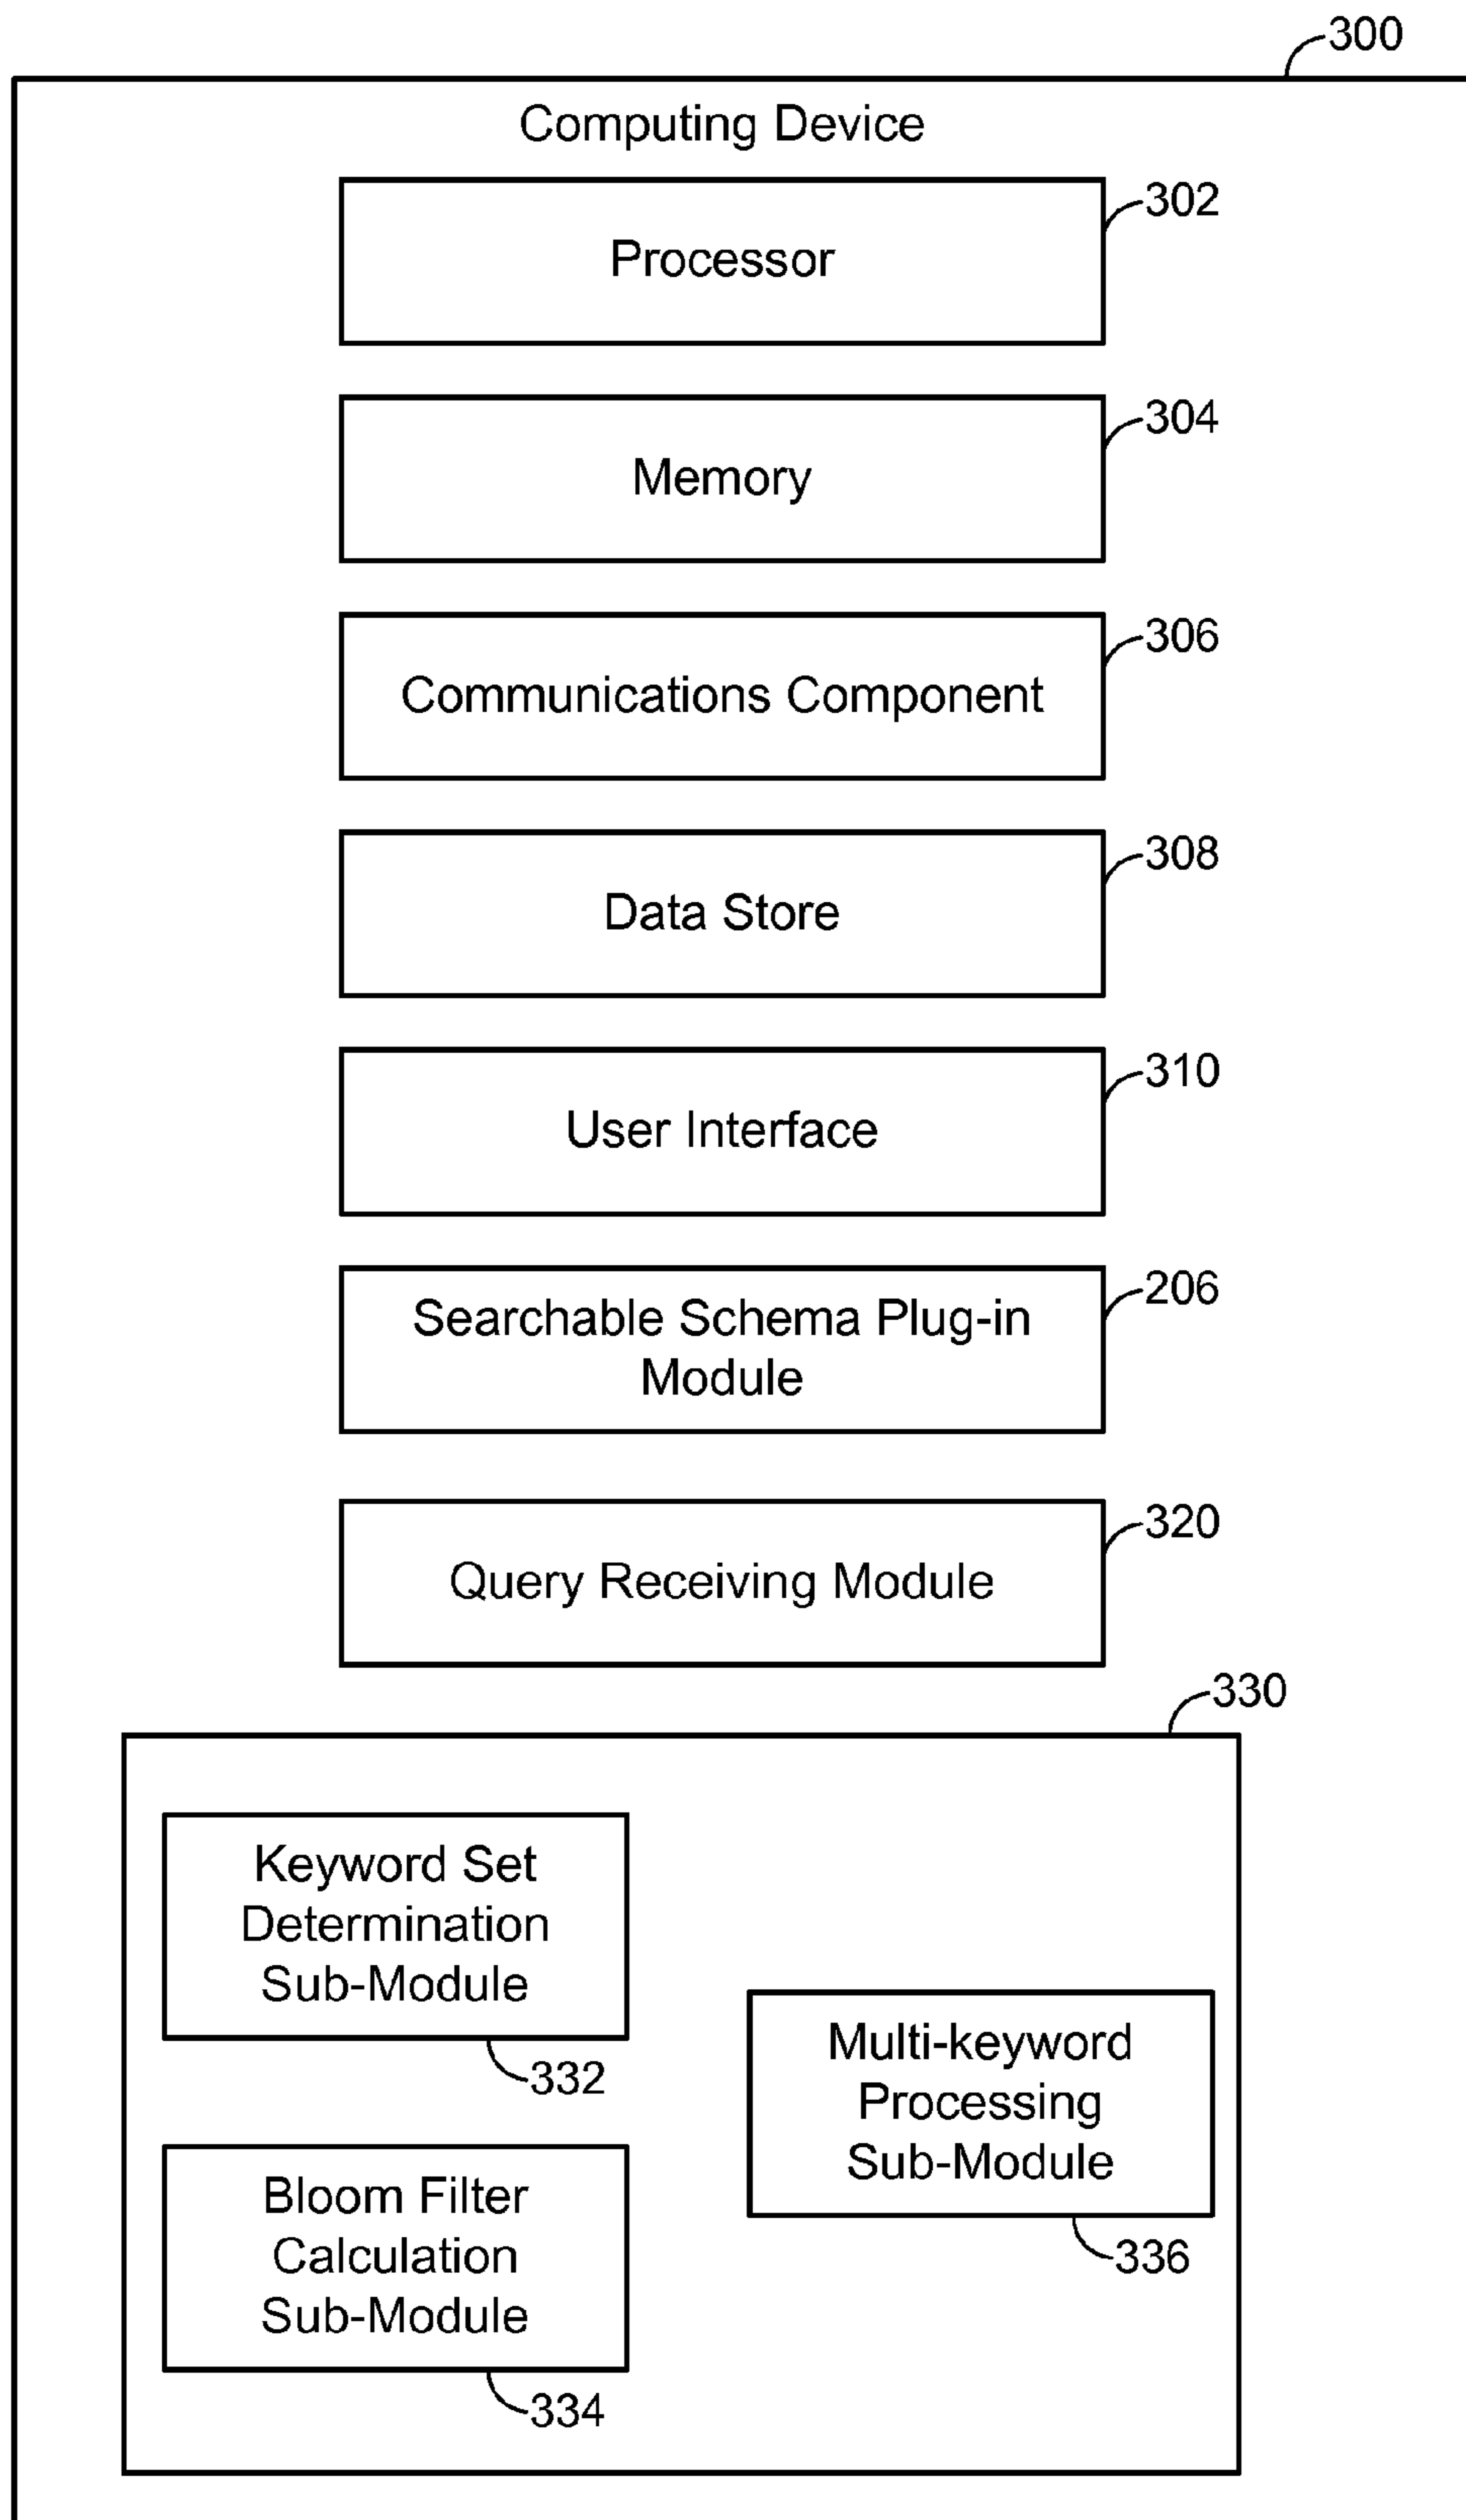 300
Computing Device
302
Processor
304
Memory
306
Communications Component
308
Data Store
310
User Interface
206
Searchable Schema Plug-in
Module
320
Query Receiving Module
330
Keyword Set
Determination
Sub-Module
332
Multi-keyword
Processing
Sub-Module
336
Bloom Filter
Calculation
Sub-Module
334